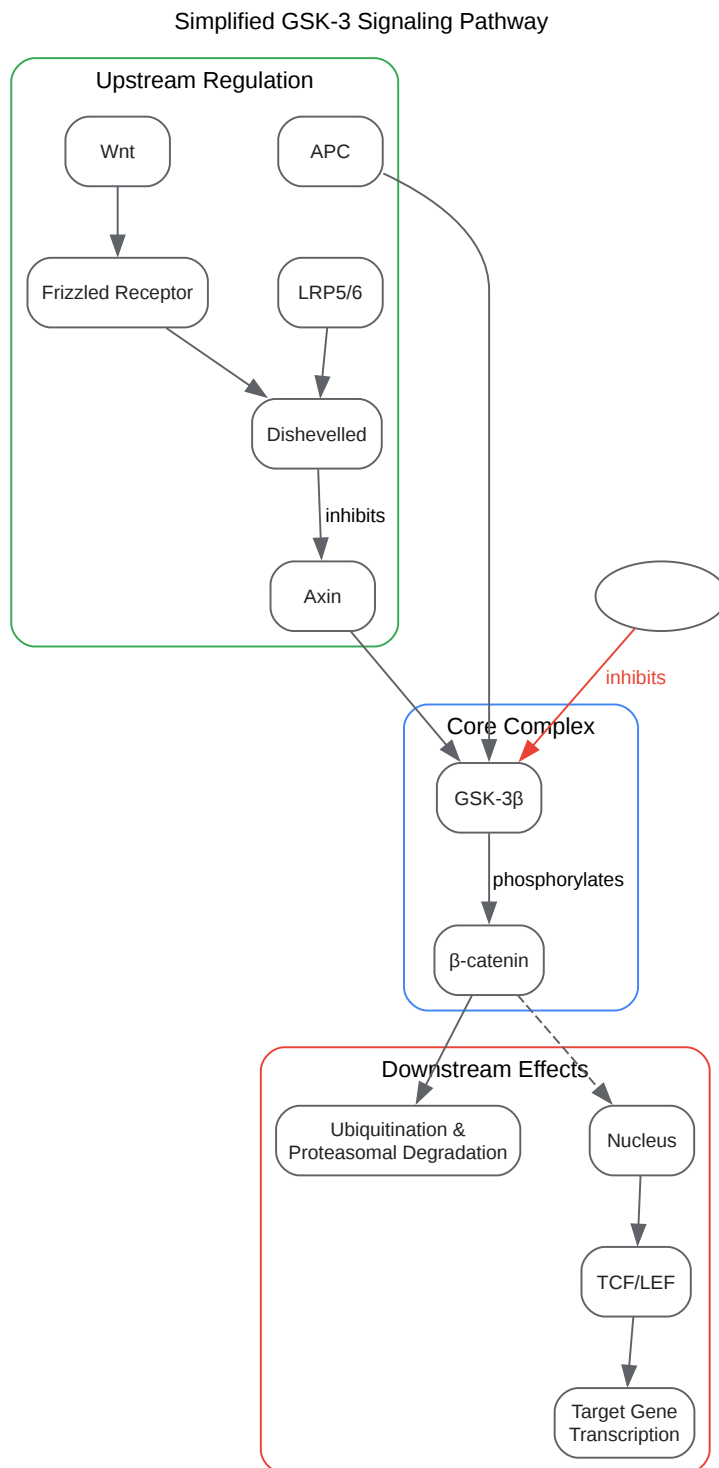 Simplified GSK-3 Signaling Pathway
Upstream Regulation
Wnt
APC
Frizzled Receptor
LRP5/6
Dishevelled
inhibits
Axin
inhibits
Core Complex
GSK-3β
phosphorylates
β-catenin
Downstream Effects
Ubiquitination &
Proteasomal Degradation
Nucleus
TCF/LEF
Target Gene
Transcription